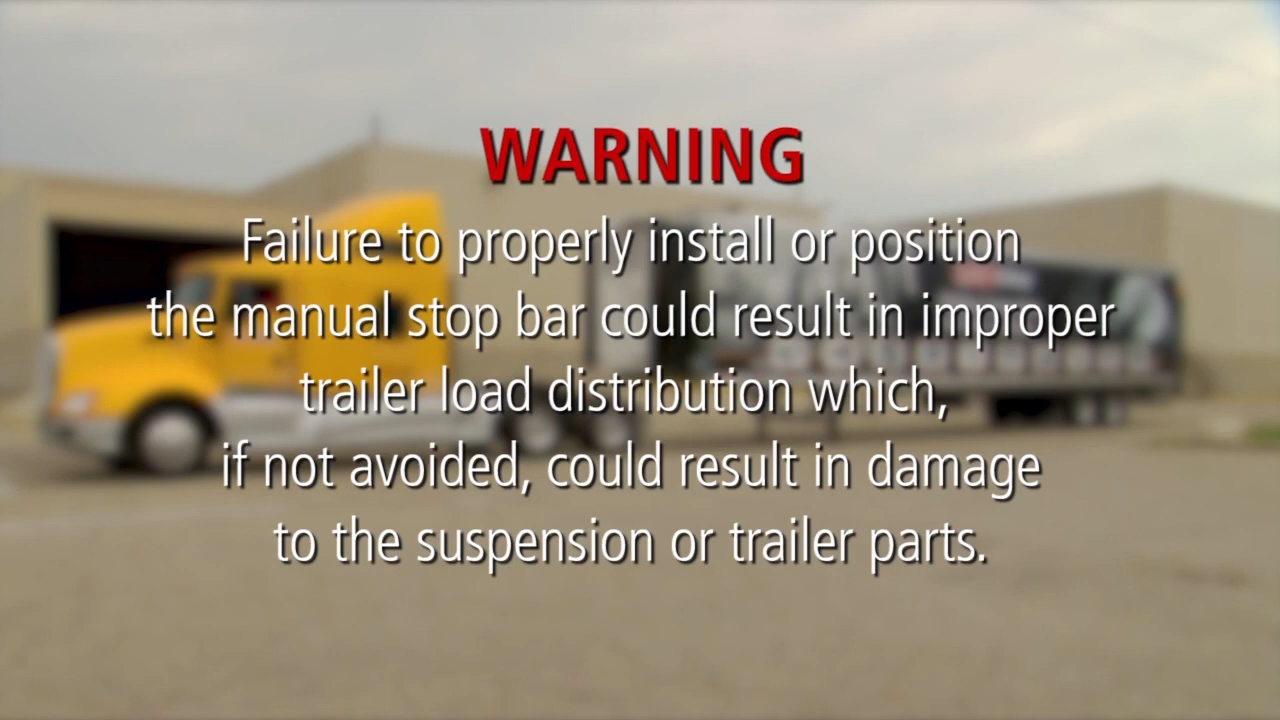 WARNING
Failure to properly install or position
the manual stop bar could result in improper
trailer load distribution which,
if not avoided, could result in damage
to the suspension or trailer parts.